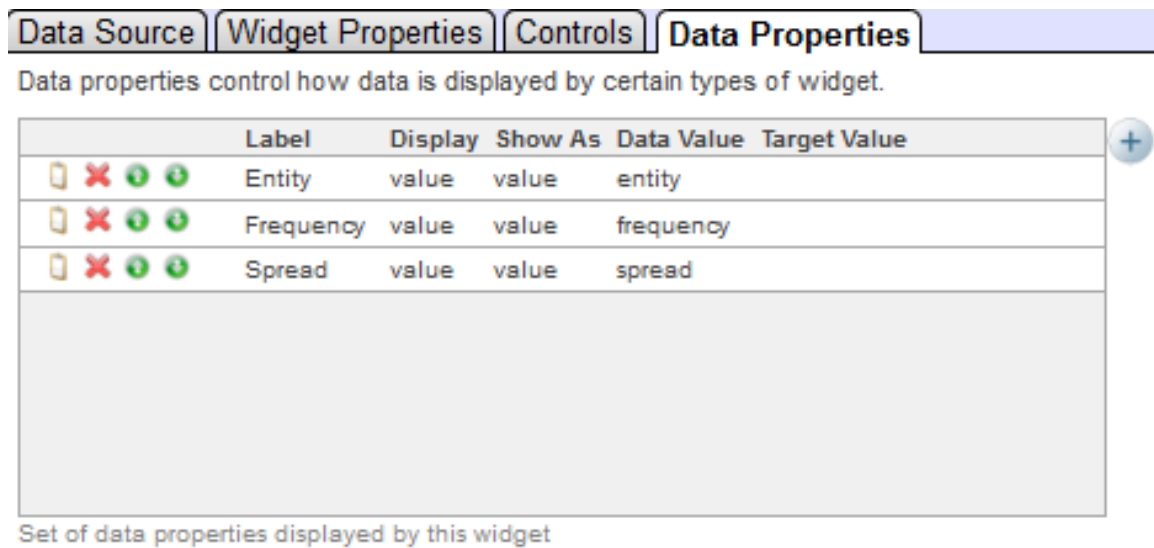 Data Source Widget Properties Controls Data Properties
Data properties control how data is displayed by certain types of widget.
Label Display Show As Data Value Target Value
Entity value value entity
Frequency value value frequency
Spread value value spread
Set of data properties displayed by this widget